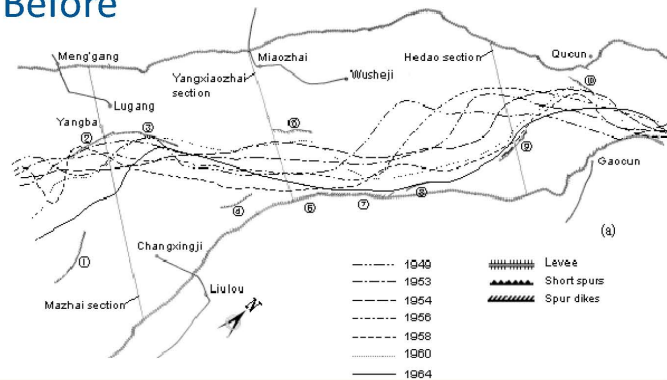 Before
Meng'gang
Miaozhai
Hedao section
Qucun
Yangxiaozhai
section
Wusheji
⑩
Lugang
Yangba
②
③
⑨
Gaocun
④
⑤
⑦
⑧
(a)
①
Changxingji
Liulou
Mazhai section
N
1949
1953
1954
1956
1958
1960
1964
Levee
Short spurs
Spur dikes